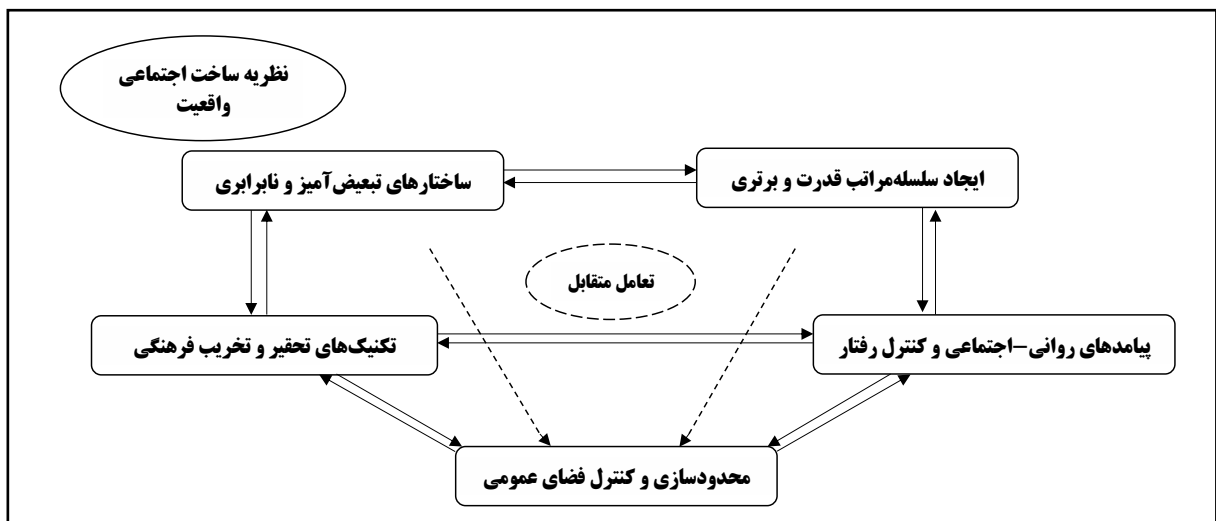 نظریه ساخت اجتماعی
واقعیت
ایجاد سلسله‌مراتب قدرت و برتری
ساختارهای تبعیض‌آمیز و نابرابری
تعامل متقابل
پیامدهای روانی–اجتماعی و کنترل رفتار
تکنیک‌های تحقیر و تخریب فرهنگی
محدودسازی و کنترل فضای عمومی